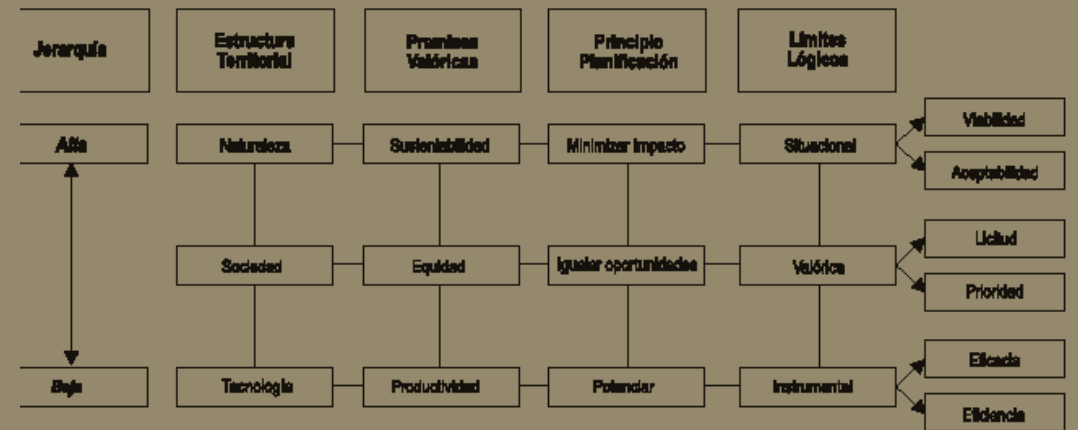 Jerarquía
Estructura
Territorial
Premisas
Valóricas
Principio
Planificación
Límites
Lógicos
Alta
Naturaleza
Sustentabilidad
Minimizar Impacto
Situacional
Viabilidad
Aceptabilidad
Sociedad
Equidad
Igualar oportunidades
Valórica
Licitud
Prioridad
Baja
Tecnología
Productividad
Potenciar
Instrumental
Eficacia
Eficiencia